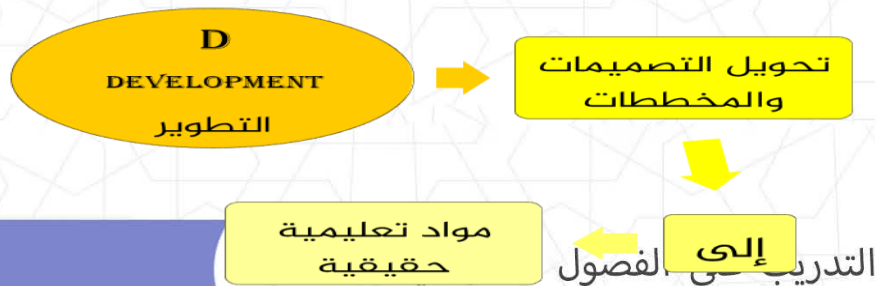 D
DEVELOPMENT
التطوير
تحويل التصميمات
والمخططات
إلى
مواد تعليمية
حقيقية
التدريب الفصول